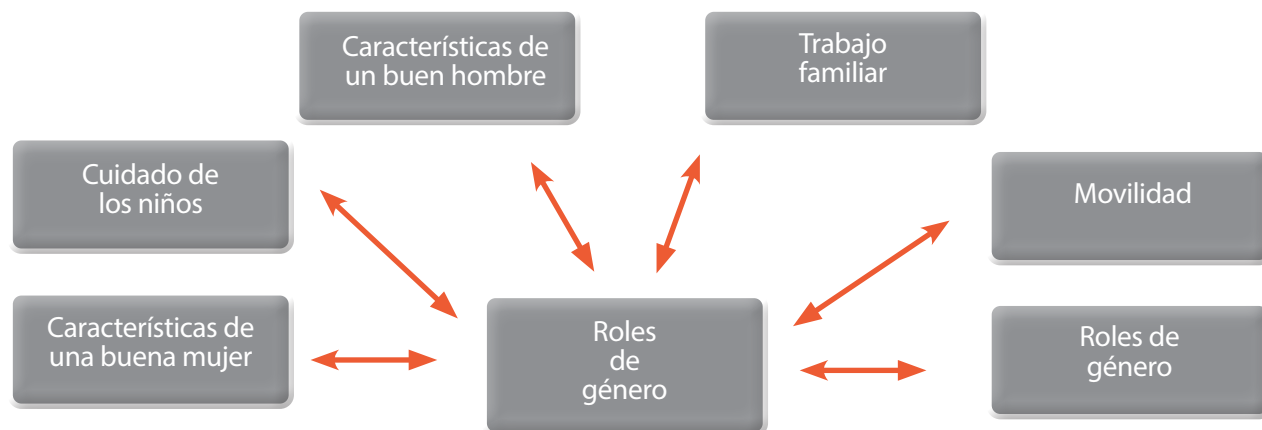 Características de
un buen hombre
Trabajo
familiar
Cuidado de
los niños
Movilidad
Características de
una buena mujer
Roles
de
género
Roles de
género